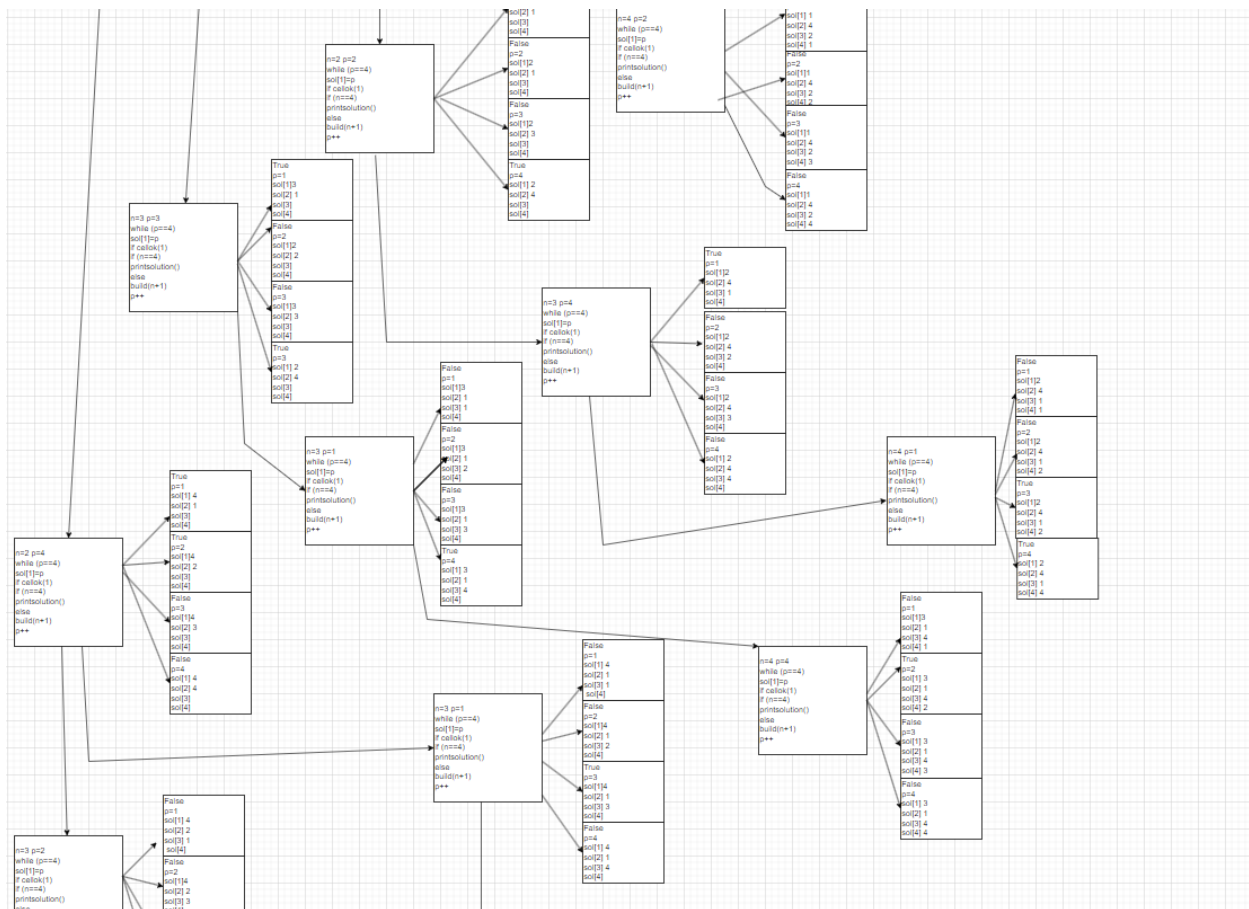 sol[2] 1
sol[3]
sol[4]
False
p=2
sol[1]2
sol[2] 1
sol[3]
sol[4]
False
p=3
sol[1]2
sol[2] 3
sol[3]
sol[4]
True
p=4
sol[1] 2
sol[2] 4
sol[3]
sol[4]
n=2 p=2
while (p==4)
sol[1]=p
if cellok(1)
if (n==4)
printsolution()
else
build(n+1)
p++
n=4 p=2
while (p==4)
sol[1]=p
if cellok(1)
if (n==4)
printsolution()
else
build(n+1)
p++
sol[1] 1
sol[2] 4
sol[3] 2
sol[4] 1
False
p=2
sol[1]1
sol[2] 4
sol[3] 2
sol[4] 2
False
p=3
sol[1]1
sol[2] 4
sol[3] 2
sol[4] 3
False
p=4
sol[1]1
sol[2] 4
sol[3] 2
sol[4] 4
n=3 p=3
while (p==4)
sol[1]=p
if cellok(1)
if (n==4)
printsolution()
else
build(n+1)
p++
True
p=1
sol[1]3
sol[2] 1
sol[3]
sol[4]
False
p=2
sol[1]2
sol[2] 2
sol[3]
sol[4]
False
p=3
sol[1]3
sol[2] 3
sol[3]
sol[4]
True
p=3
sol[1] 2
sol[2] 4
sol[3]
sol[4]
n=3 p=4
while (p==4)
sol[1]=p
if cellok(1)
if (n==4)
printsolution()
else
build(n+1)
p++
True
p=1
sol[1]2
sol[2] 4
sol[3] 1
sol[4]
False
p=2
sol[1]2
sol[2] 4
sol[3] 2
sol[4]
False
p=3
sol[1]2
sol[2] 4
sol[3] 3
sol[4]
False
p=4
sol[1] 2
sol[2] 4
sol[3] 4
sol[4]
n=3 p=1
while (p==4)
sol[1]=p
if cellok(1)
if (n==4)
printsolution()
else
build(n+1)
p++
False
p=1
sol[1]3
sol[2] 1
sol[3] 1
sol[4]
False
p=2
sol[1]3
sol[2] 1
sol[3] 2
sol[4]
False
p=3
sol[1]3
sol[2] 1
sol[3] 3
sol[4]
True
p=4
sol[1] 3
sol[2] 1
sol[3] 4
sol[4]
n=4 p=1
while (p==4)
sol[1]=p
if cellok(1)
if (n==4)
printsolution()
else
build(n+1)
p++
False
p=1
sol[1]2
sol[2] 4
sol[3] 1
sol[4] 1
False
p=2
sol[1]2
sol[2] 4
sol[3] 1
sol[4] 2
True
p=3
sol[1]2
sol[2] 4
sol[3] 1
sol[4] 2
True
p=4
sol[1] 2
sol[2] 4
sol[3] 1
sol[4] 4
n=2 p=4
while (p==4)
sol[1]=p
if cellok(1)
if (n==4)
printsolution()
else
build(n+1)
p++
True
p=1
sol[1] 4
sol[2] 1
sol[3]
sol[4]
True
p=2
sol[1]4
sol[2] 2
sol[3]
sol[4]
False
p=3
sol[1]4
sol[2] 3
sol[3]
sol[4]
False
p=4
sol[1] 4
sol[2] 4
sol[3]
sol[4]
n=4 p=4
while (p==4)
sol[1]=p
if cellok(1)
if (n==4)
printsolution()
else
build(n+1)
p++
False
p=1
sol[1]3
sol[2] 1
sol[3] 4
sol[4] 1
True
p=2
sol[1] 3
sol[2] 1
sol[3] 4
sol[4] 2
False
p=3
sol[1] 3
sol[2] 1
sol[3] 4
sol[4] 3
False
p=4
sol[1] 3
sol[2] 1
sol[3] 4
sol[4] 4
n=3 p=1
while (p==4)
sol[1]=p
if cellok(1)
if (n==4)
printsolution()
else
build(n+1)
p++
False
p=1
sol[1] 4
sol[2] 1
sol[3] 1
sol[4]
False
p=2
sol[1]4
sol[2] 1
sol[3] 2
sol[4]
True
p=3
sol[1]4
sol[2] 1
sol[3] 3
sol[4]
False
p=4
sol[1] 4
sol[2] 1
sol[3] 4
sol[4]
n=3 p=2
while (p==4)
sol[1]=p
if cellok(1)
if (n==4)
printsolution()
else
False
p=1
sol[1] 4
sol[2] 2
sol[3] 1
sol[4]
False
p=2
sol[1]4
sol[2] 2
sol[3] 3